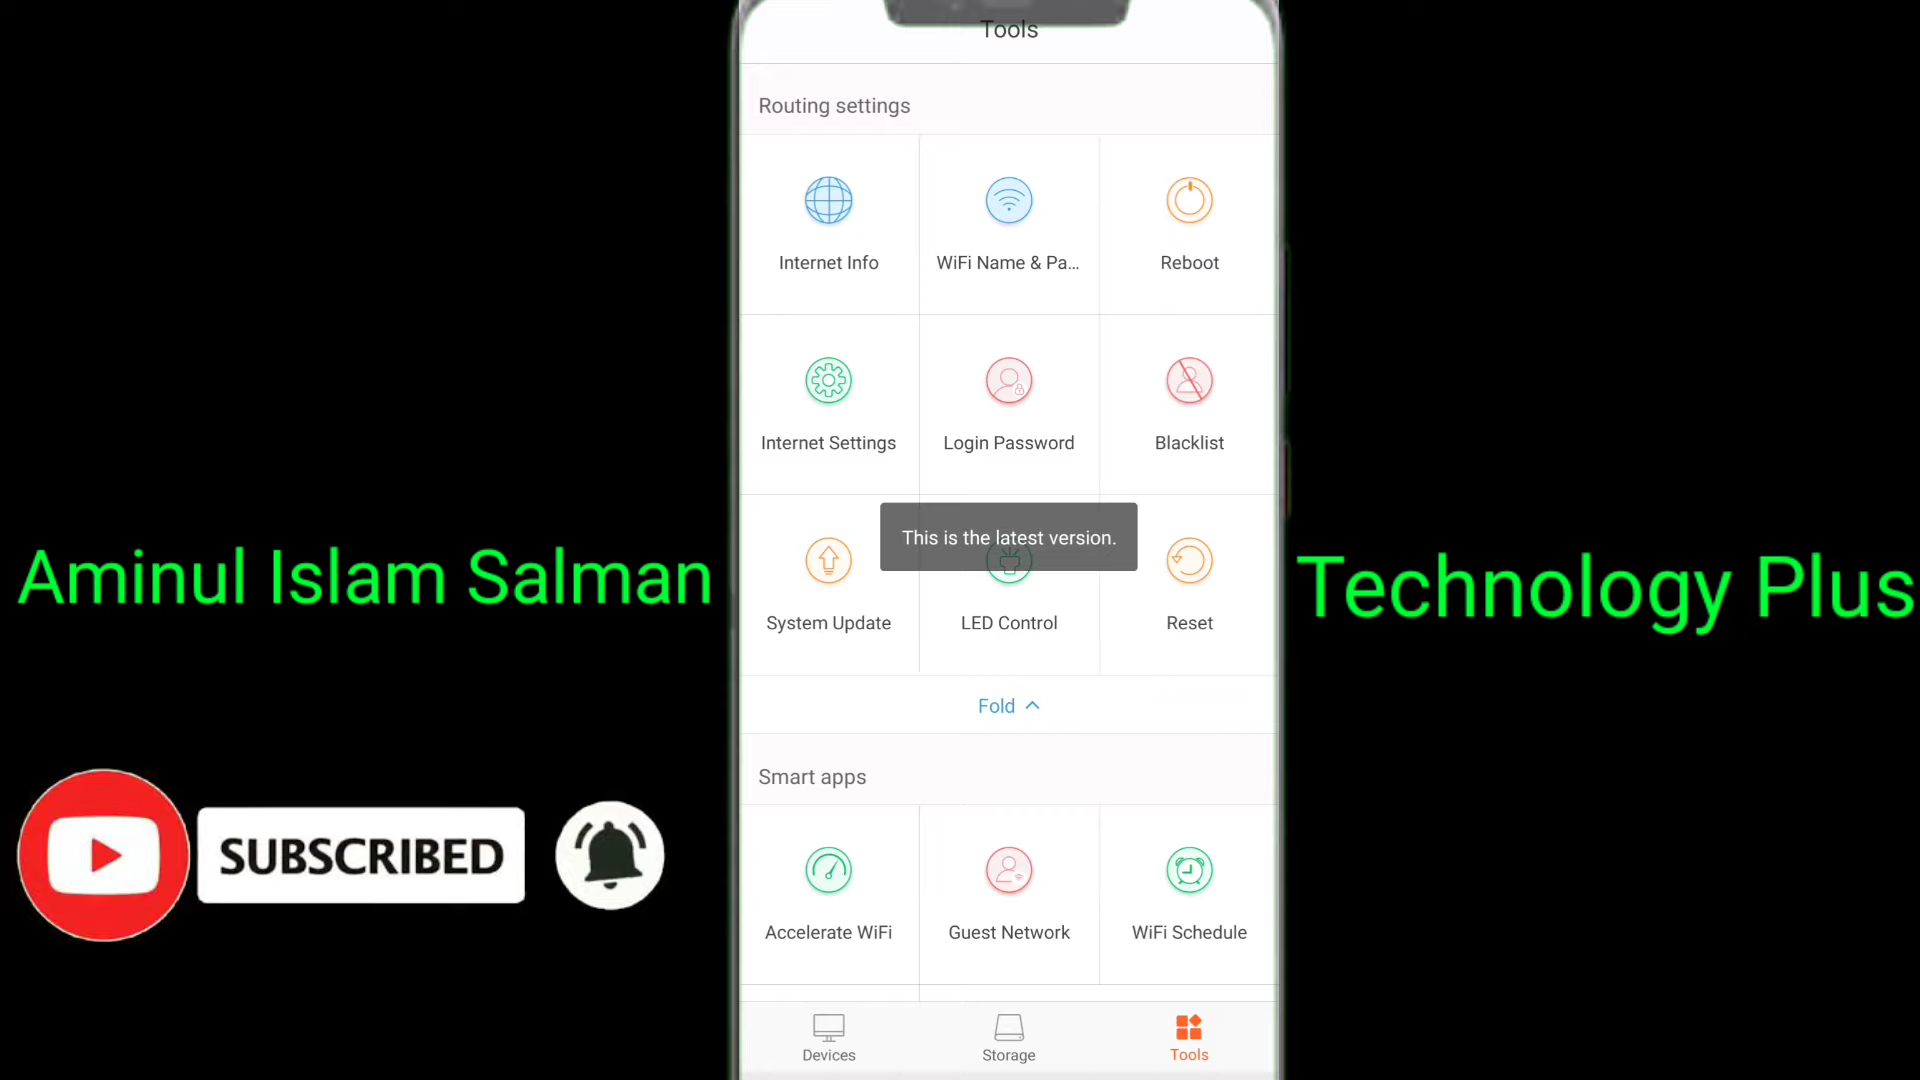 Tools
Routing settings
Internet Info
WiFi Name & Pa...
Reboot
Internet Settings
Login Password
Blacklist
This is the latest version.
System Update
LED Control
Reset
Fold
Smart apps
Accelerate WiFi
Guest Network
WiFi Schedule
Devices
Storage
Tools
Aminul Islam Salman
Technology Plus
SUBSCRIBED